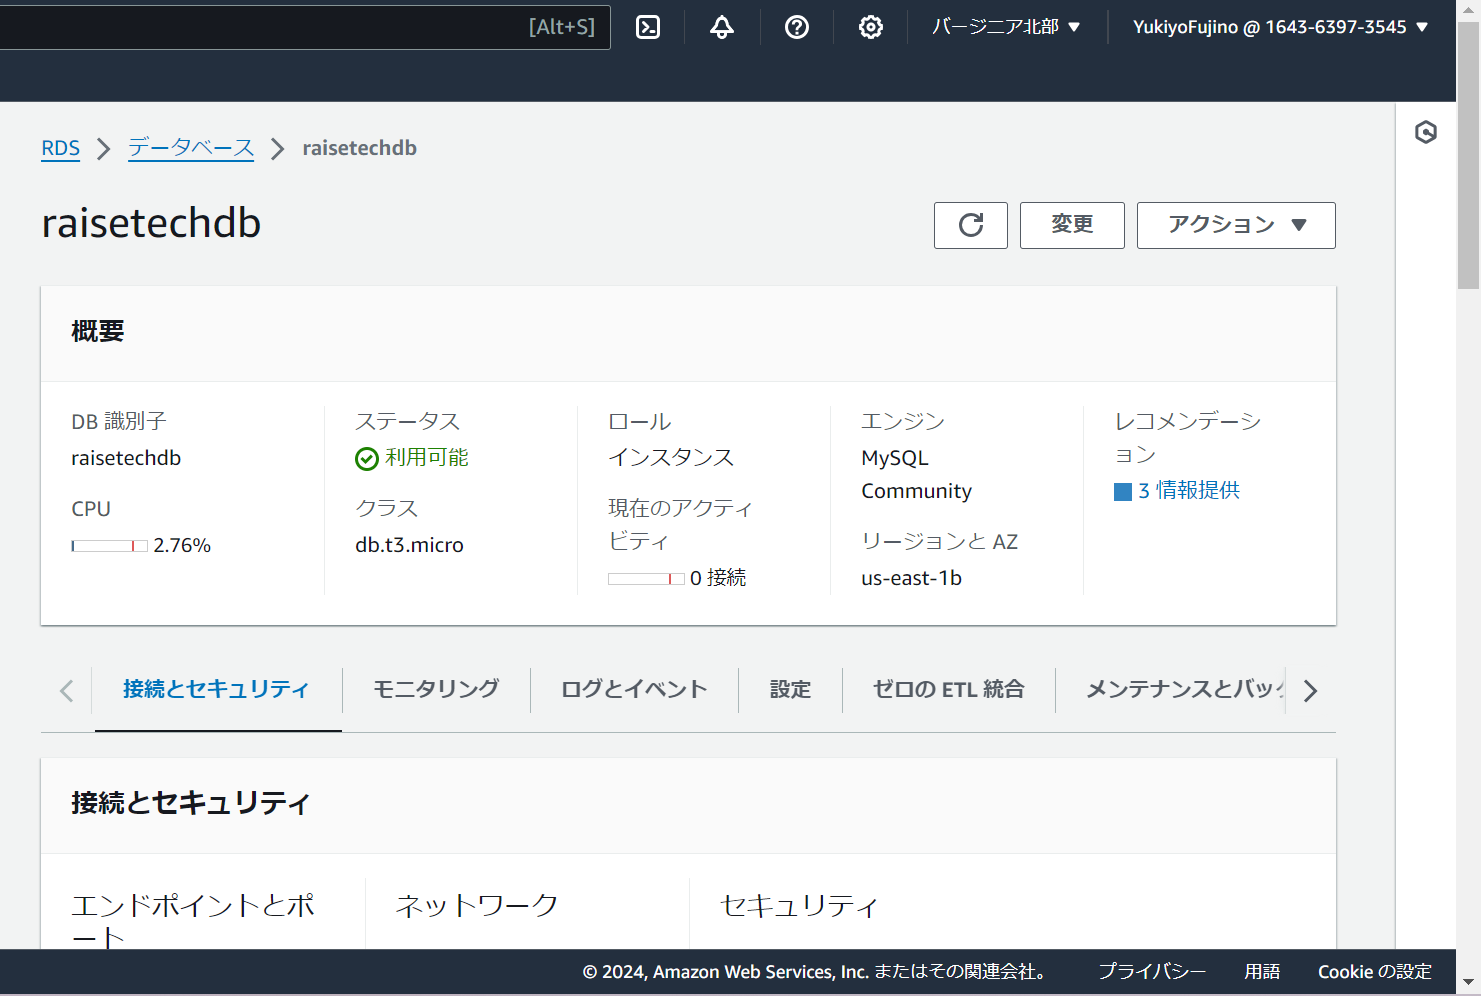 [Alt+S]
バージニア北部 ▼
YukiyoFujino @ 1643-6397-3545 ▼
RDS > データベース > raisetechdb
raisetechdb
変更
アクション ▼
概要
DB 識別子
raisetechdb
CPU
2.76%
ステータス
利用可能
クラス
db.t3.micro
ロール
インスタンス
現在のアクティ
ビティ
0 接続
エンジン
MySQL
Community
リージョンと AZ
us-east-1b
レコメンデーシ
ョン
3 情報提供
接続とセキュリティ
モニタリング
ログとイベント
設定
ゼロの ETL 統合
メンテナンスとバック
接続とセキュリティ
エンドポイントとポ
ート
ネットワーク
セキュリティ
© 2024, Amazon Web Services, Inc. またはその関連会社。
プライバシー
用語
Cookie の設定